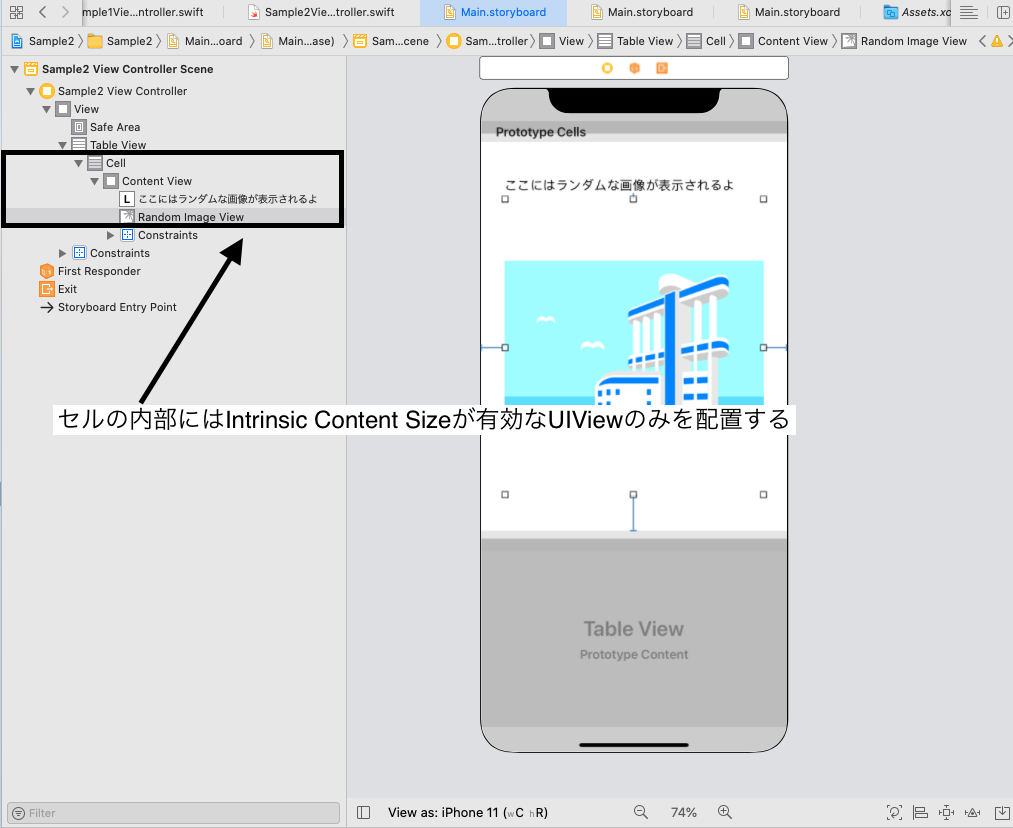 mple1Vie...ntroller.swift
Sample2Vie...troller.swift
Main.storyboard
Main.storyboard
Main.storyboard
Assets.xc
Sample2
Sample2
Main...oard
Main...ase)
Sam...cene
Sam...troller
View
Table View
Cell
Content View
Random Image View
Sample2 View Controller Scene
Sample2 View Controller
View
Safe Area
Table View
Cell
Content View
L ここにはランダムな画像が表示されるよ
Random Image View
Constraints
Constraints
First Responder
Exit
Storyboard Entry Point
Prototype Cells
ここにはランダムな画像が表示されるよ
セルの内部にはIntrinsic Content Sizeが有効なUIViewのみを配置する
Table View
Prototype Content
Filter
View as: iPhone 11 (wC hR)
74%